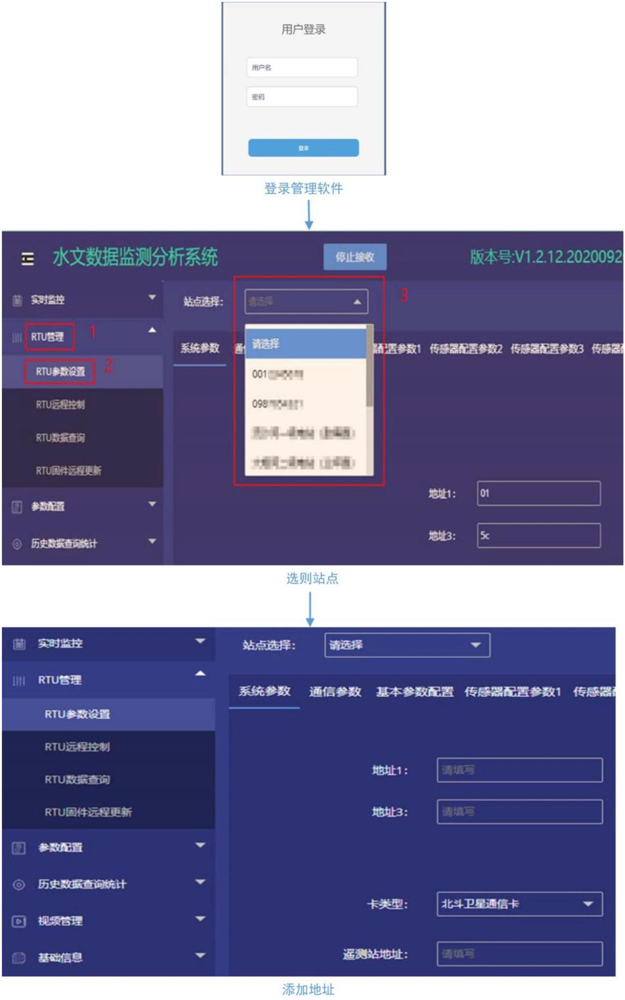 用户登录
用户名
密码
登录
登录管理软件
水文数据监测分析系统
停止接收
版本号:V1.2.12.2020092
实时监控
站点选择:
请选择
3
RTU管理
1
请选择
系统参数
通
器配置参数1
传感器配置参数2
传感器配置参数3
传感器
RTU参数设置
2
001
098
RTU远程控制
RTU数据查询
RTU固件远程更新
地址1:
01
参数配置
地址3:
5c
历史数据查询统计
选则站点
实时监控
站点选择:
请选择
RTU管理
系统参数
通信参数
基本参数配置
传感器配置参数1
传感器
RTU参数设置
RTU远程控制
地址1:
请填写
RTU数据查询
RTU固件远程更新
地址3:
请填写
参数配置
历史数据查询统计
卡类型:
北斗卫星通信卡
视频管理
基础信息
遥测站地址:
请填写
添加地址